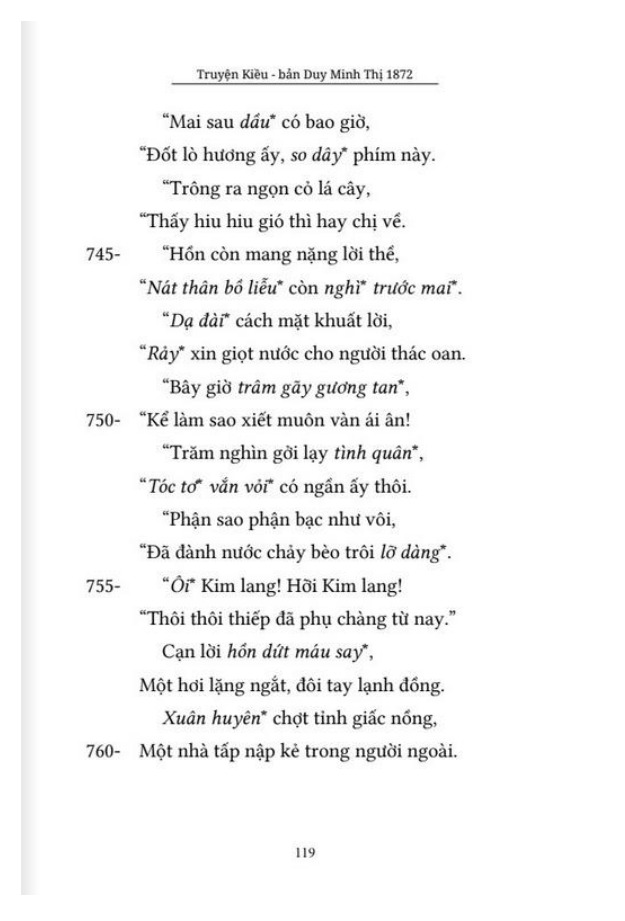 Truyện Kiều - bản Duy Minh Thị 1872
“Mai sau dầu* có bao giờ,
“Đốt lò hương ấy, so dây* phím này.
“Trông ra ngọn cỏ lá cây,
“Thấy hiu hiu gió thì hay chị về.
745- “Hồn còn mang nặng lời thề,
“Nát thân bồ liễu* còn nghì* trước mai*.
“Dạ đài* cách mặt khuất lời,
“Rảy* xin giọt nước cho người thác oan.
“Bây giờ trâm gãy gương tan*,
750- “Kể làm sao xiết muôn vàn ái ân!
“Trăm nghìn gởi lạy tình quân*,
“Tóc tơ* vắn vỏi* có ngần ấy thôi.
“Phận sao phận bạc như vôi,
“Đã đành nước chảy bèo trôi lỡ dàng*.
755- “Ôi* Kim lang! Hỡi Kim lang!
“Thôi thôi thiếp đã phụ chàng từ nay.”
Cạn lời hồn dứt máu say*,
Một hơi lặng ngắt, đôi tay lạnh đồng.
Xuân huyên* chợt tỉnh giấc nồng,
760- Một nhà tấp nập kẻ trong người ngoài.
119